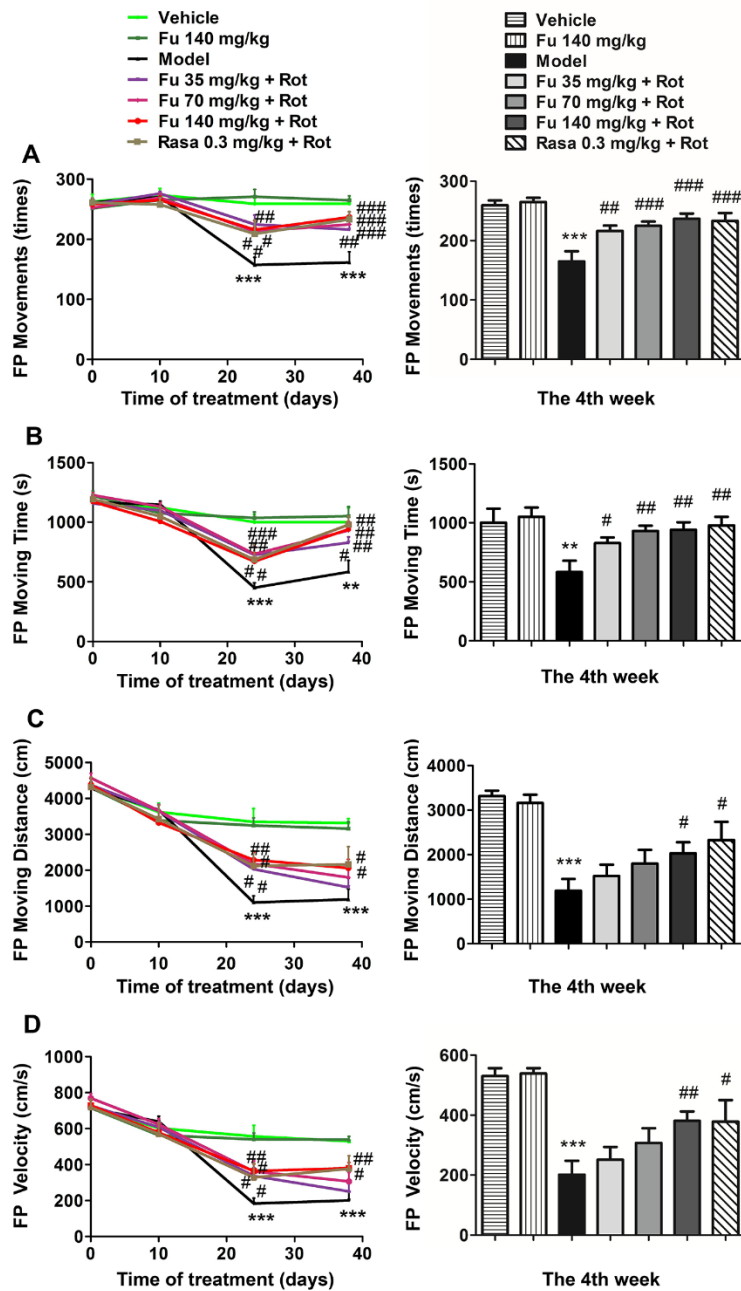 Vehicle
Fu 140 mg/kg
Model
Fu 35 mg/kg + Rot
Fu 70 mg/kg + Rot
Fu 140 mg/kg + Rot
Rasa 0.3 mg/kg + Rot
Vehicle
Fu 140 mg/kg
Model
Fu 35 mg/kg + Rot
Fu 70 mg/kg + Rot
Fu 140 mg/kg + Rot
Rasa 0.3 mg/kg + Rot
A
FP Movements (times)
300
200
100
0
##
#
#
#
***
###
###
###
##
***
0 10 20 30 40
Time of treatment (days)
FP Movements (times)
300
200
100
0
***
##
###
###
###
The 4th week
B
FP Moving Time (s)
1500
1000
500
0
###
##
# #
***
##
##
# ##
**
0 10 20 30 40
Time of treatment (days)
FP Moving Time (s)
1500
1000
500
0
**
#
##
##
##
The 4th week
C
FP Moving Distance (cm)
5000
4000
3000
2000
1000
0
##
#
# #
***
#
#
***
0 10 20 30 40
Time of treatment (days)
FP Moving Distance (cm)
4000
3000
2000
1000
0
***
#
#
The 4th week
D
FP Velocity (cm/s)
1000
800
600
400
200
0
##
#
#
#
***
##
#
***
0 10 20 30 40
Time of treatment (days)
FP Velocity (cm/s)
600
400
200
0
***
##
#
The 4th week